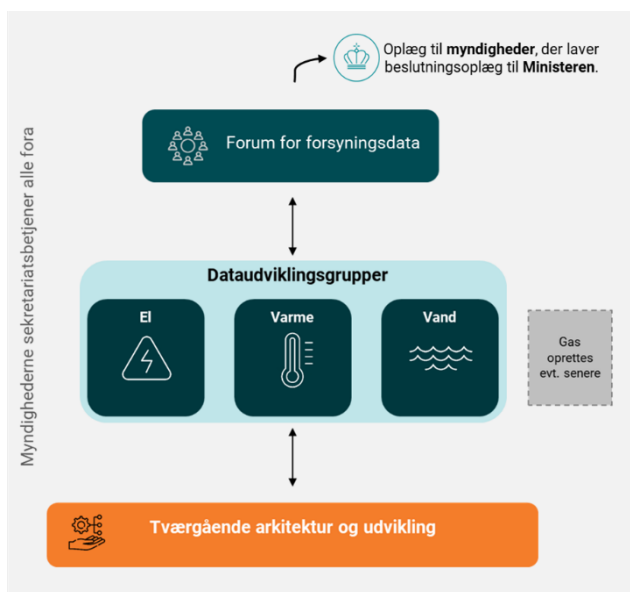 Oplæg til myndigheder, der laver
beslutningsoplæg til Ministeren.
Forum for forsyningsdata
Myndighederne sekretariatsbetjener alle fora
Dataudviklingsgrupper
El
Varme
Vand
Gas
oprettes
evt. senere
Tværgående arkitektur og udvikling